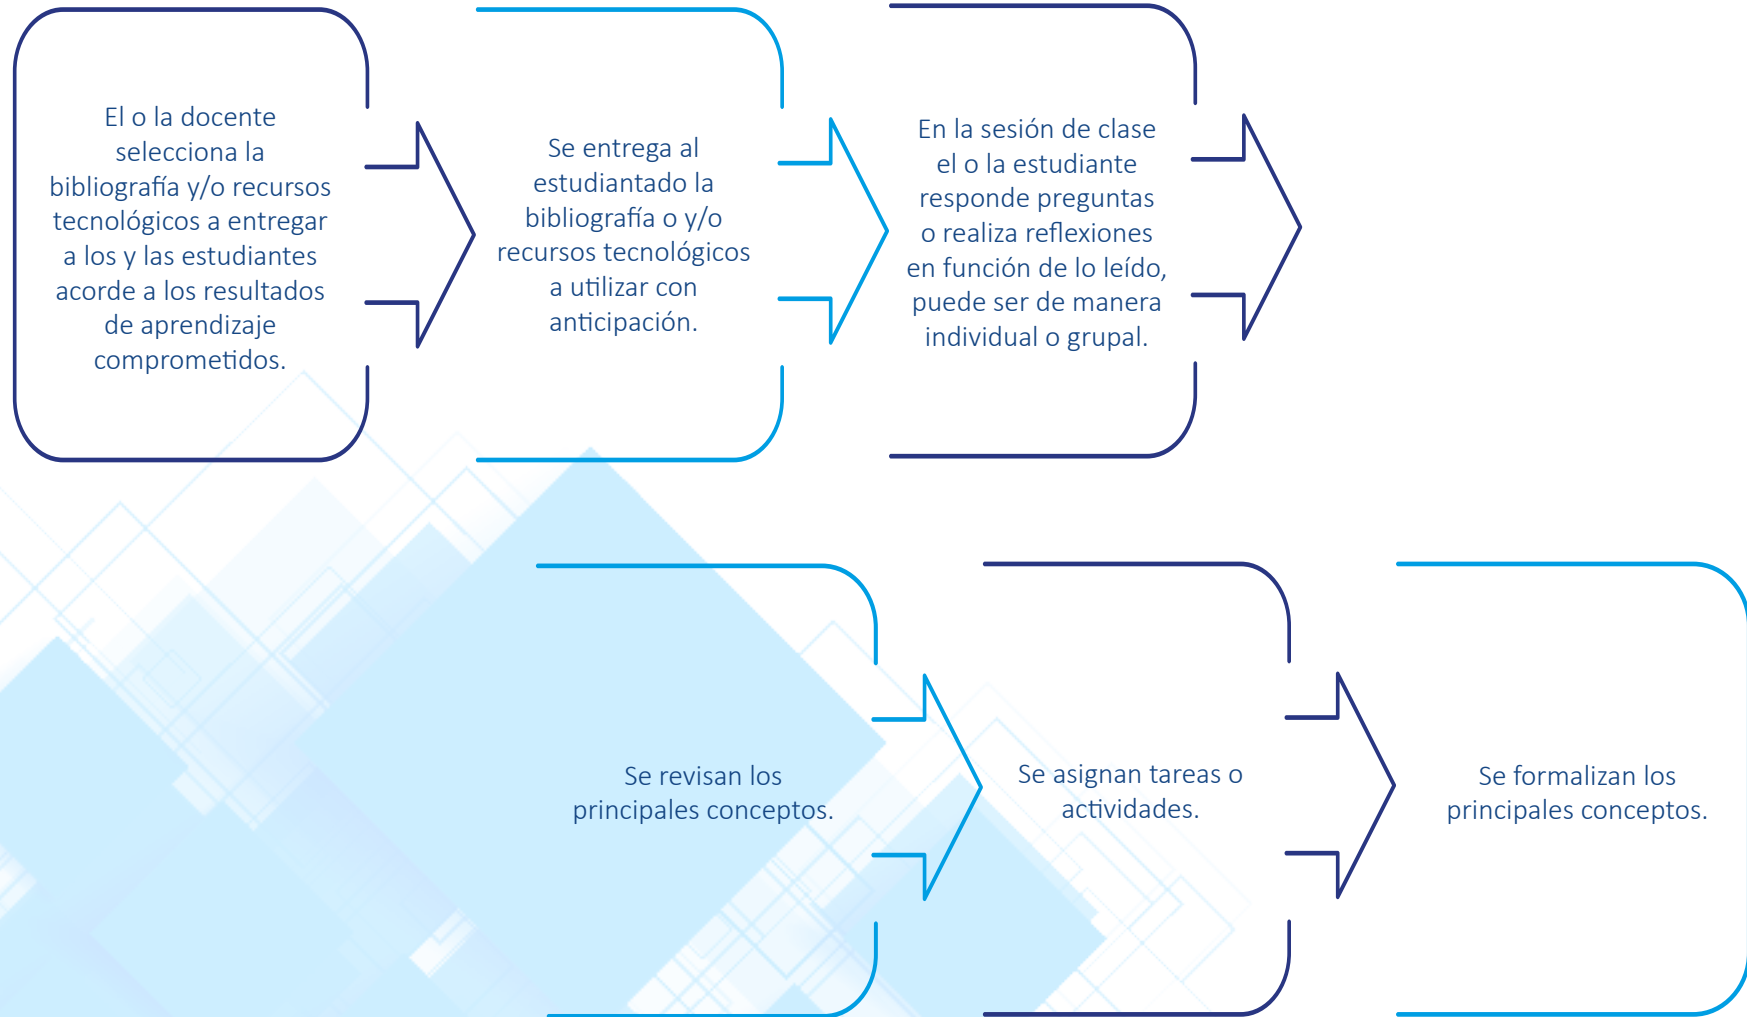 El o la docente
selecciona la
bibliografía y/o recursos
tecnológicos a entregar
a los y las estudiantes
acorde a los resultados
de aprendizaje
comprometidos.
Se entrega al
estudiantado la
bibliografía o y/o
recursos tecnológicos
a utilizar con
anticipación.
En la sesión de clase
el o la estudiante
responde preguntas
o realiza reflexiones
en función de lo leído,
puede ser de manera
individual o grupal.
Se revisan los
principales conceptos.
Se asignan tareas o
actividades.
Se formalizan los
principales conceptos.